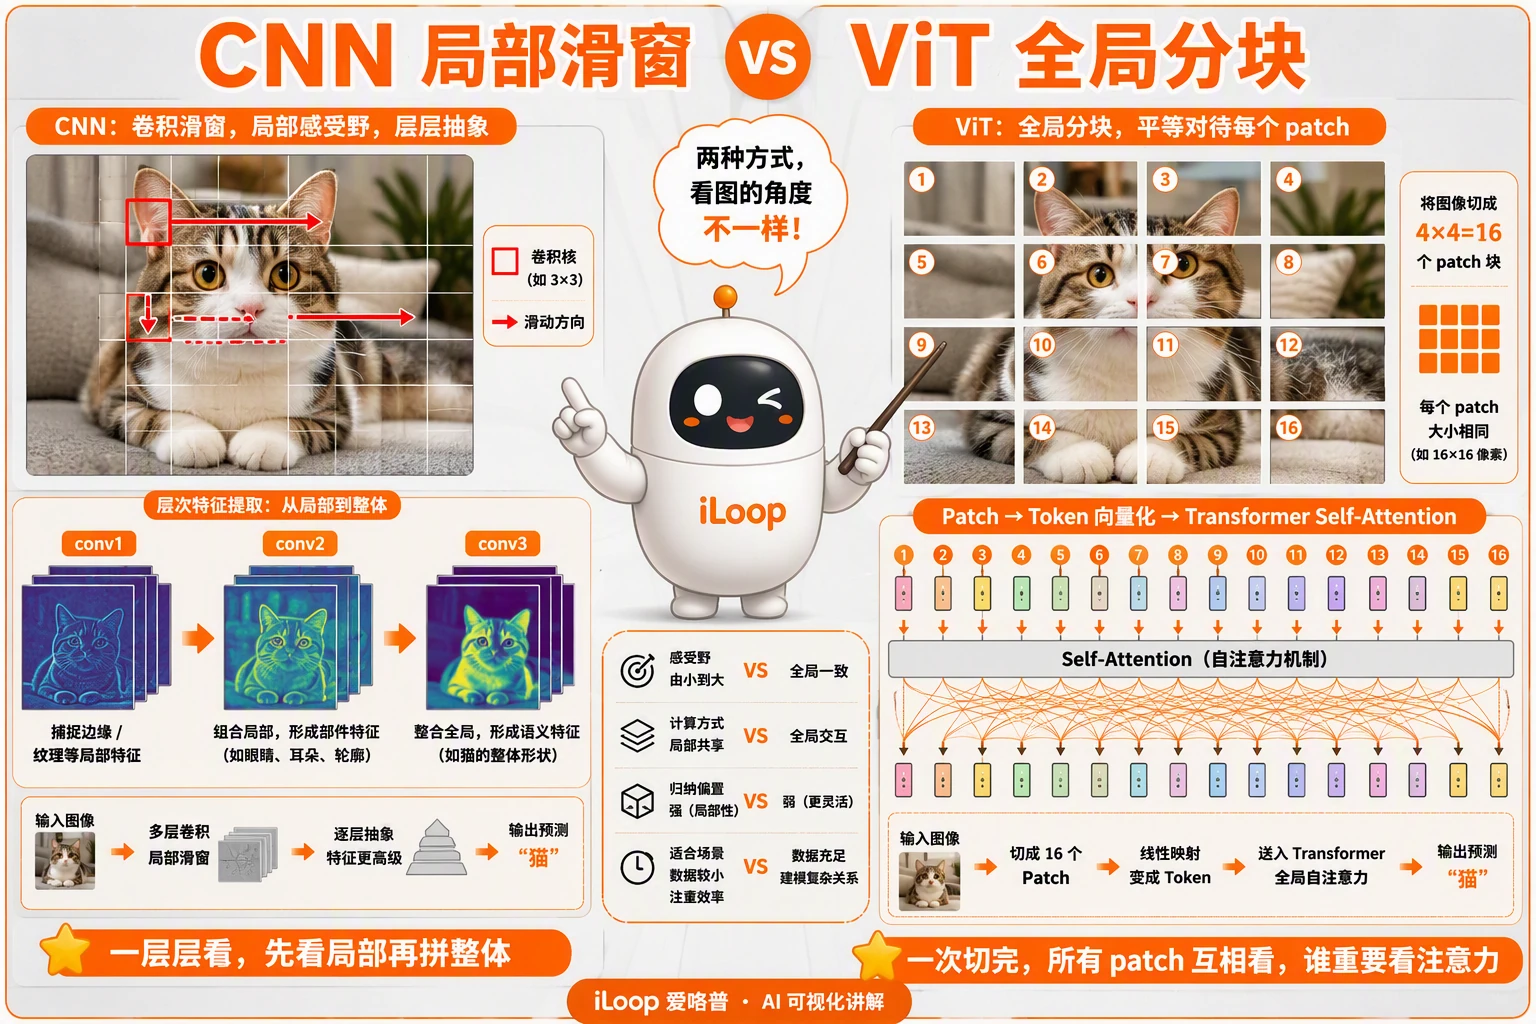 CNN 局部滑窗 VS ViT 全局分块
CNN：卷积滑窗，局部感受野，层层抽象
卷积核
（如 3×3）
滑动方向
两种方式，
看图的角度
不一样！
iLoop
ViT：全局分块，平等对待每个 patch
1
2
3
4
5
6
7
8
9
10
11
12
13
14
15
16
将图像切成
4×4=16
个 patch 块
每个 patch
大小相同
（如 16×16 像素）
层次特征提取：从局部到整体
conv1
conv2
conv3
捕捉边缘 /
纹理等局部特征
组合局部，形成部件特征
（如眼睛、耳朵、轮廓）
整合全局，形成语义特征
（如猫的整体形状）
输入图像
多层卷积
局部滑窗
逐层抽象
特征更高级
输出预测
“猫”
一层层看，先看局部再拼整体
感受野
由小到大
VS
全局一致
计算方式
局部共享
VS
全局交互
归纳偏置
强（局部性）
VS
弱（更灵活）
适合场景
数据较小
注重效率
VS
数据充足
建模复杂关系
Patch → Token 向量化 → Transformer Self-Attention
1 2 3 4 5 6 7 8 9 10 11 12 13 14 15 16
Self-Attention（自注意力机制）
输入图像
切成 16 个
Patch
线性映射
变成 Token
送入 Transformer
全局自注意力
输出预测
“猫”
一次切完，所有 patch 互相看，谁重要看注意力
iLoop 爱咯普 · AI 可视化讲解